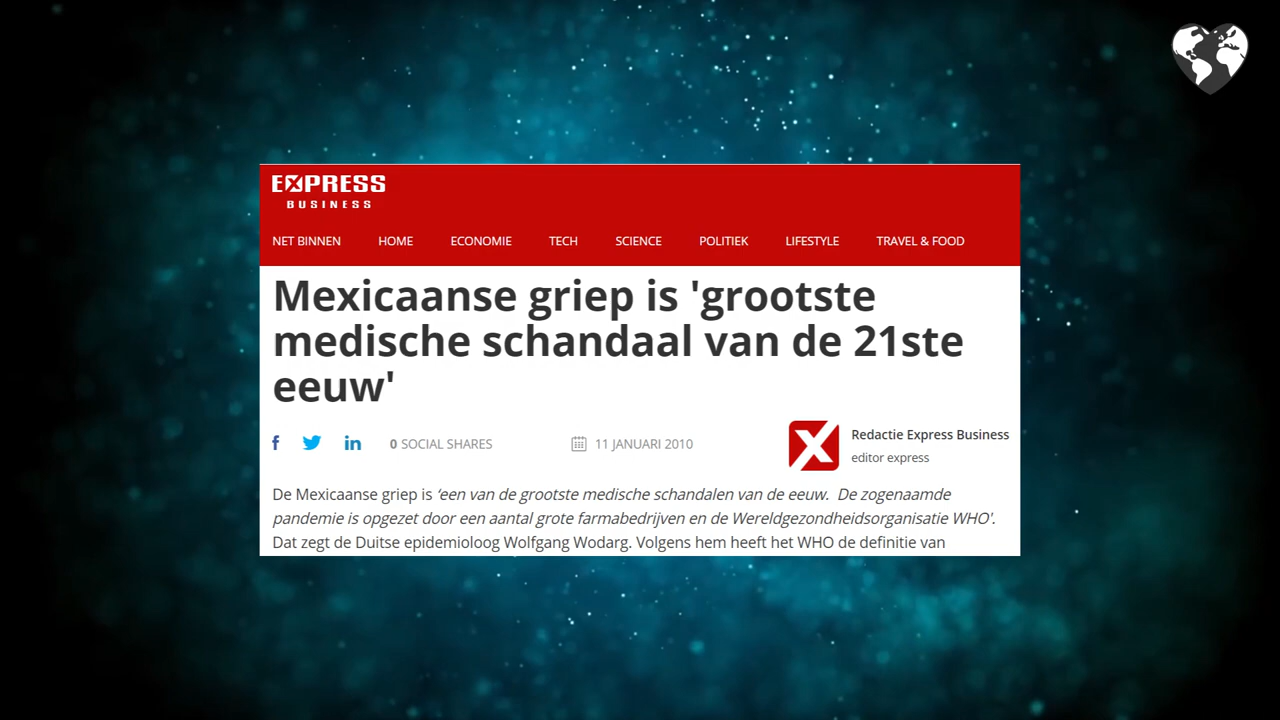 EXPRESS
BUSINESS
NET BINNEN HOME ECONOMIE TECH SCIENCE POLITIEK LIFESTYLE TRAVEL & FOOD
Mexicaanse griep is 'grootste
medische schandaal van de 21ste
eeuw'
0 SOCIAL SHARES 11 JANUARI 2010 Redactie Express Business
editor express
De Mexicaanse griep is ‘een van de grootste medische schandalen van de eeuw.  De zogenaamde
pandemie is opgezet door een aantal grote farmabedrijven en de Wereldgezondheidsorganisatie WHO’.
Dat zegt de Duitse epidemioloog Wolfgang Wodarg. Volgens hem heeft het WHO de definitie van